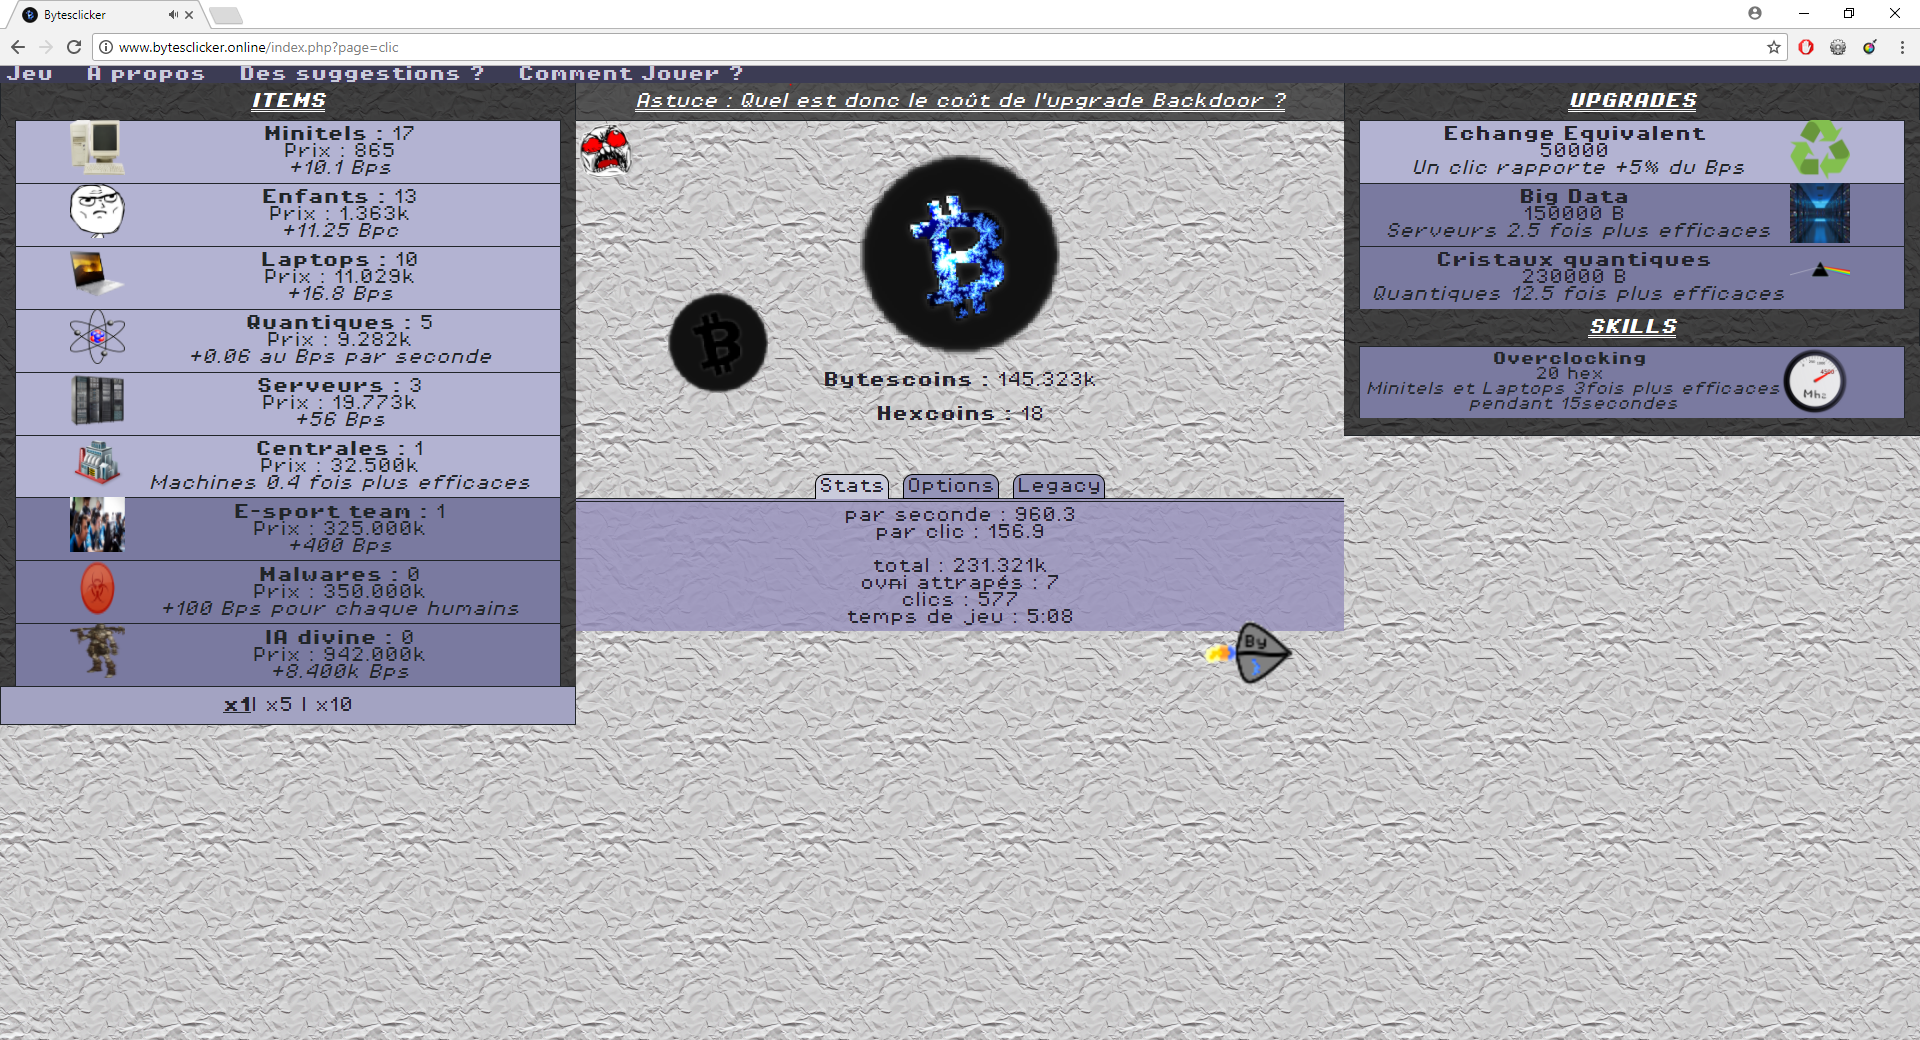 Bytesclicker
www.bytesclicker.online/index.php?page=clic
Jeu A propos Des suggestions ? Comment Jouer ?
ITEMS
Minitels : 17
Prix : 865
+10.1 Bps
Enfants : 13
Prix : 1.363k
+11.25 Bpc
Laptops : 10
Prix : 11.029k
+16.8 Bps
Quantiques : 5
Prix : 9.282k
+0.06 au Bps par seconde
Serveurs : 3
Prix : 19.773k
+56 Bps
Centrales : 1
Prix : 32.500k
Machines 0.4 fois plus efficaces
E-sport team : 1
Prix : 325.000k
+400 Bps
Malwares : 0
Prix : 350.000k
+100 Bps pour chaque humains
IA divine : 0
Prix : 942.000k
+8.400k Bps
x1| x5 | x10
Astuce : Quel est donc le coût de l'upgrade Backdoor ?
Bytescoins : 145.323k
Hexcoins : 18
Stats Options Legacy
par seconde : 960.3
par clic : 156.9
total : 231.321k
ovni attrapés : 7
clics : 577
temps de jeu : 5:08
By
UPGRADES
Echange Equivalent
50000
Un clic rapporte +5% du Bps
Big Data
150000 B
Serveurs 2.5 fois plus efficaces
Cristaux quantiques
230000 B
Quantiques 12.5 fois plus efficaces
SKILLS
Overclocking
20 hex
Minitels et Laptops 3fois plus efficaces
pendant 15secondes
4500
Mhz